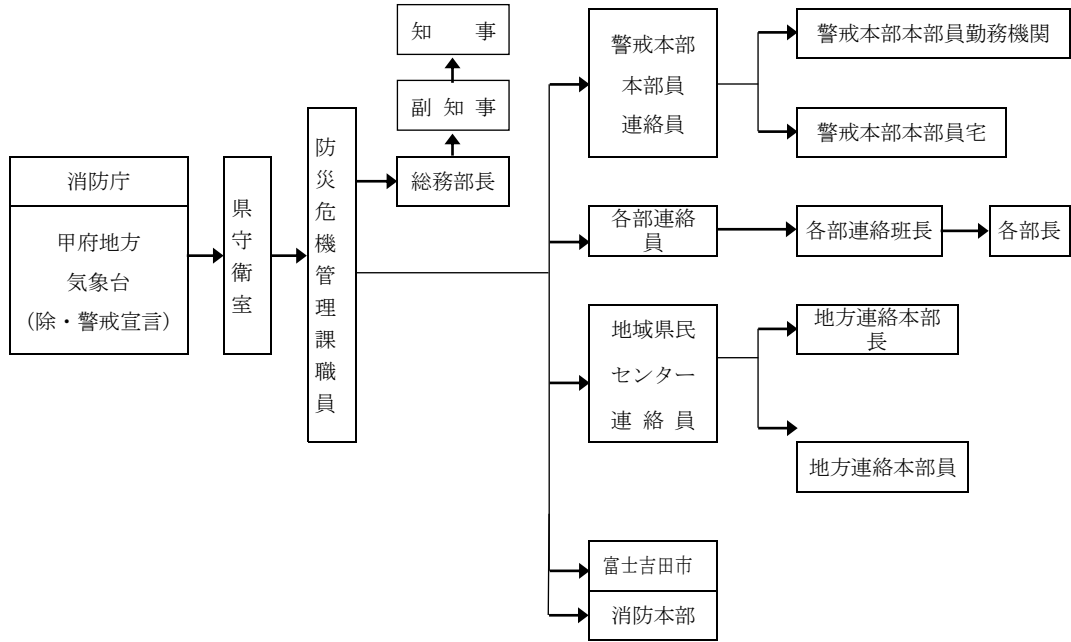 消防庁
甲府地方
気象台
(除・警戒宣言)
県守衛室
防災危機管理課職員
知　　事
副 知 事
総務部長
警戒本部
本部員
連絡員
警戒本部本部員勤務機関
警戒本部本部員宅
各部連絡
員
各部連絡班長
各部長
地域県民
センター
連 絡 員
地方連絡本部
長
地方連絡本部員
富士吉田市
消防本部